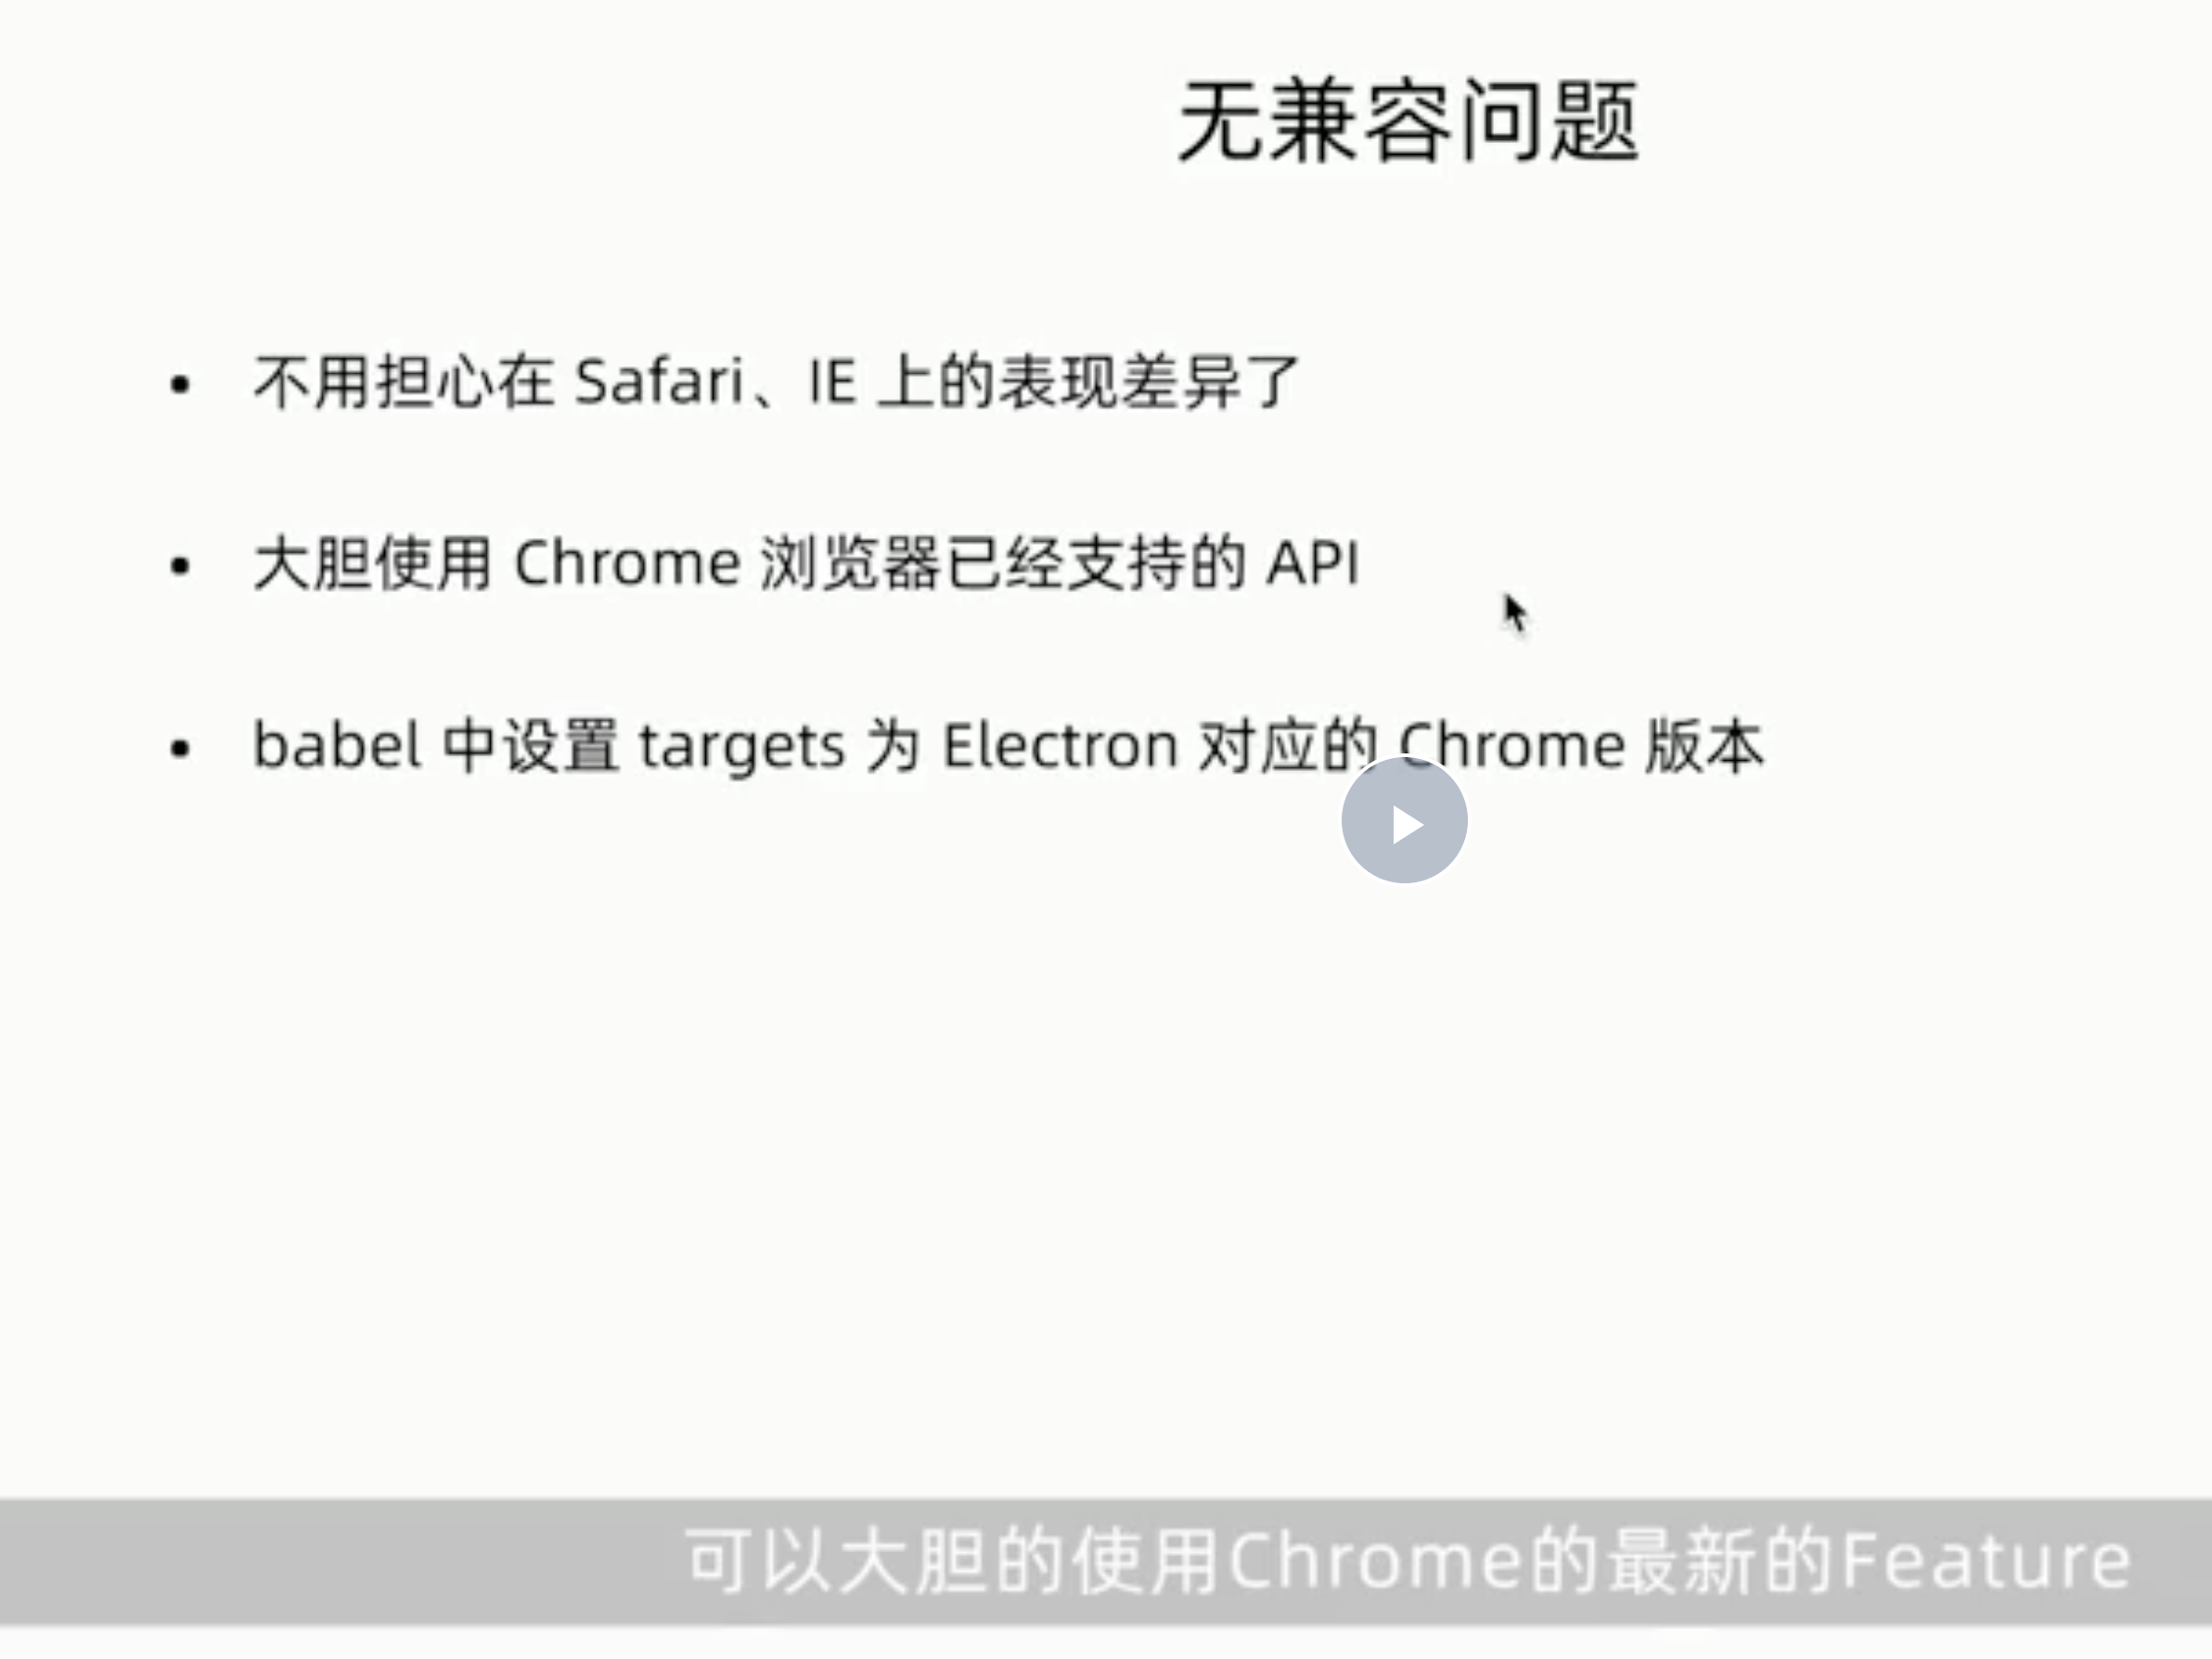 无兼容问题
不用担心在 Safari、IE 上的表现差异了
大胆使用 Chrome 浏览器已经支持的 API
babel 中设置 targets 为 Electron 对应的 Chrome 版本
可以大胆的使用Chrome的最新的Feature